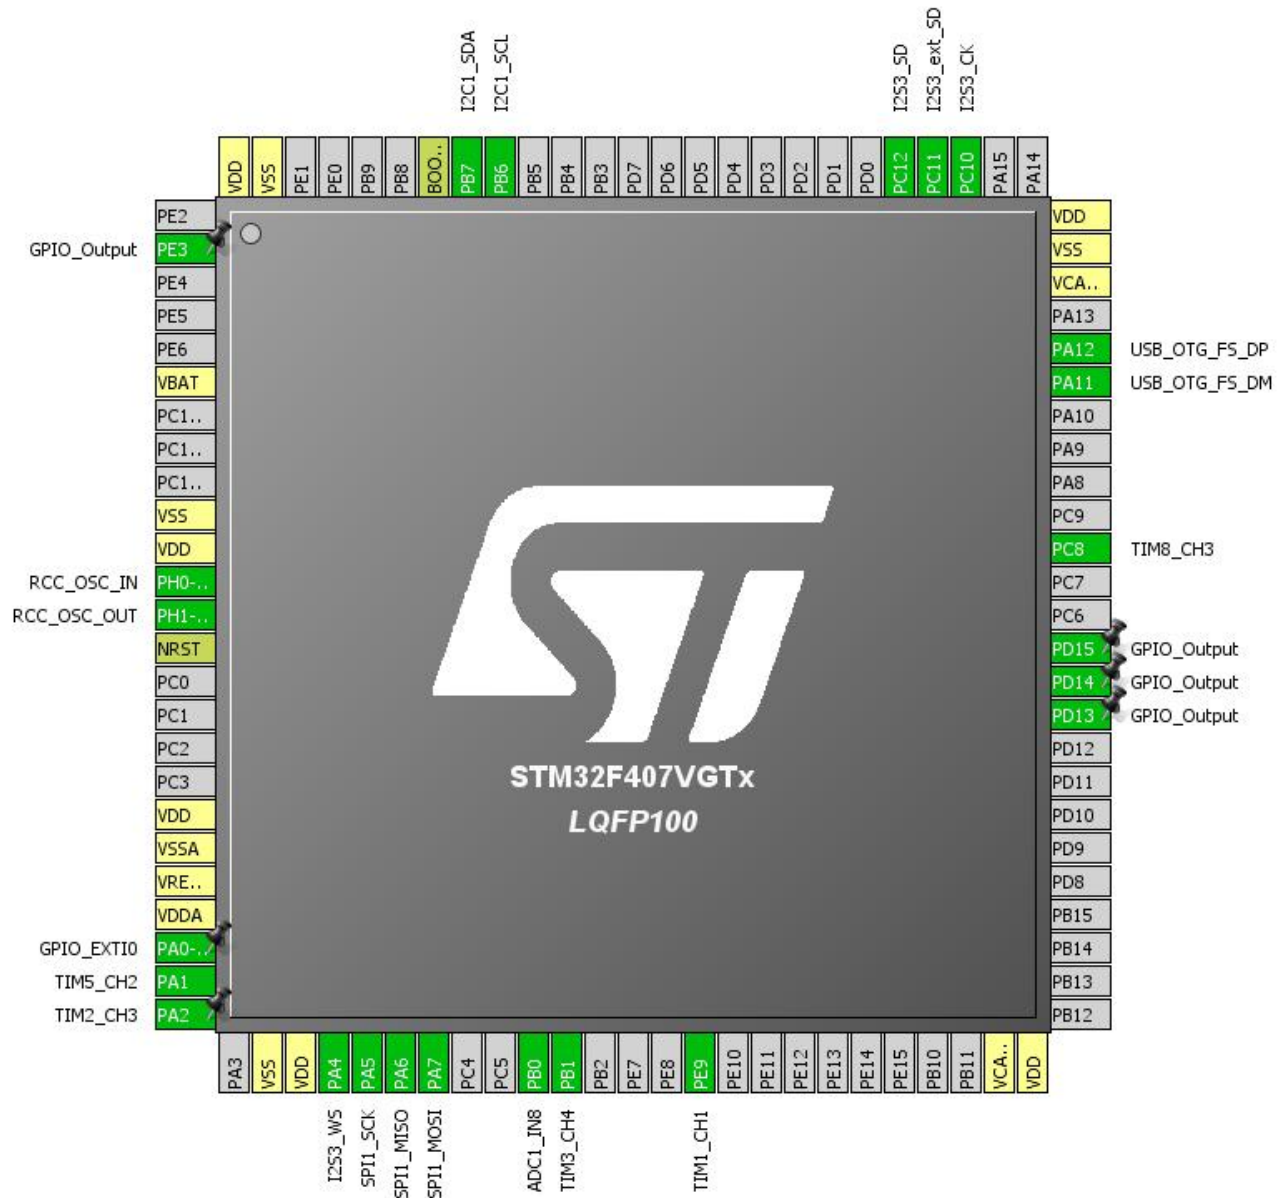 I2C1_SDA
I2C1_SCL
I2S3_SD
I2S3_ext_SD
I2S3_CK
VDD
VSS
PE1
PE0
PB9
PB8
BOO..
PB7
PB6
PB5
PB4
PB3
PD7
PD6
PD5
PD4
PD3
PD2
PD1
PD0
PC12
PC11
PC10
PA15
PA14
PE2
GPIO_Output PE3
PE4
PE5
PE6
VBAT
PC1..
PC1..
PC1..
VSS
VDD
RCC_OSC_IN PH0-..
RCC_OSC_OUT PH1-..
NRST
PC0
PC1
PC2
PC3
VDD
VSSA
VRE..
VDDA
GPIO_EXTI0 PA0-..
TIM5_CH2 PA1
TIM2_CH3 PA2
STM32F407VGTx
LQFP100
VDD
VSS
VCA..
PA13
PA12 USB_OTG_FS_DP
PA11 USB_OTG_FS_DM
PA10
PA9
PA8
PC9
PC8 TIM8_CH3
PC7
PC6
PD15 GPIO_Output
PD14 GPIO_Output
PD13 GPIO_Output
PD12
PD11
PD10
PD9
PD8
PB15
PB14
PB13
PB12
PA3
VSS
VDD
PA4
PA5
PA6
PA7
PC4
PC5
PB0
PB1
PB2
PE7
PE8
PE9
PE10
PE11
PE12
PE13
PE14
PE15
PB10
PB11
VCA..
VDD
I2S3_WS
SPI1_SCK
SPI1_MISO
SPI1_MOSI
ADC1_IN8
TIM3_CH4
TIM1_CH1